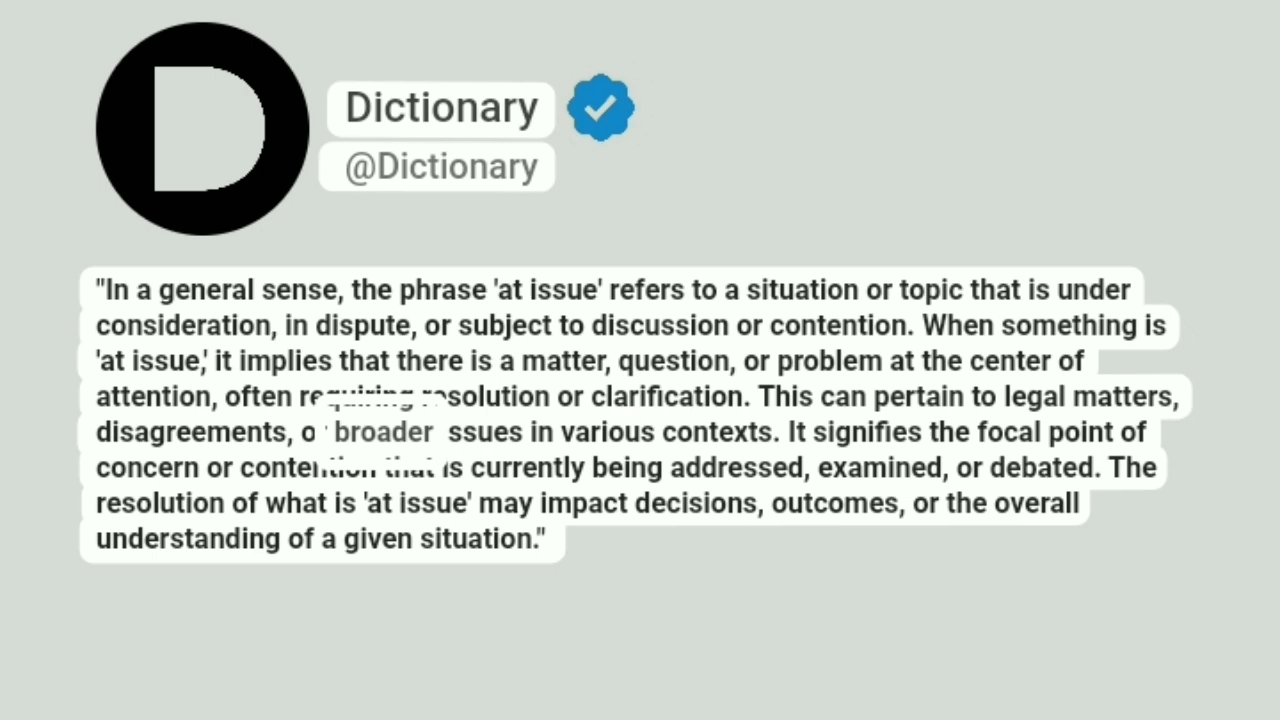 D
Dictionary
@Dictionary
"In a general sense, the phrase 'at issue' refers to a situation or topic that is under
consideration, in dispute, or subject to discussion or contention. When something is
'at issue,' it implies that there is a matter, question, or problem at the center of
attention, often requiring resolution or clarification. This can pertain to legal matters,
disagreements, o broader ssues in various contexts. It signifies the focal point of
concern or contention that is currently being addressed, examined, or debated. The
resolution of what is 'at issue' may impact decisions, outcomes, or the overall
understanding of a given situation."